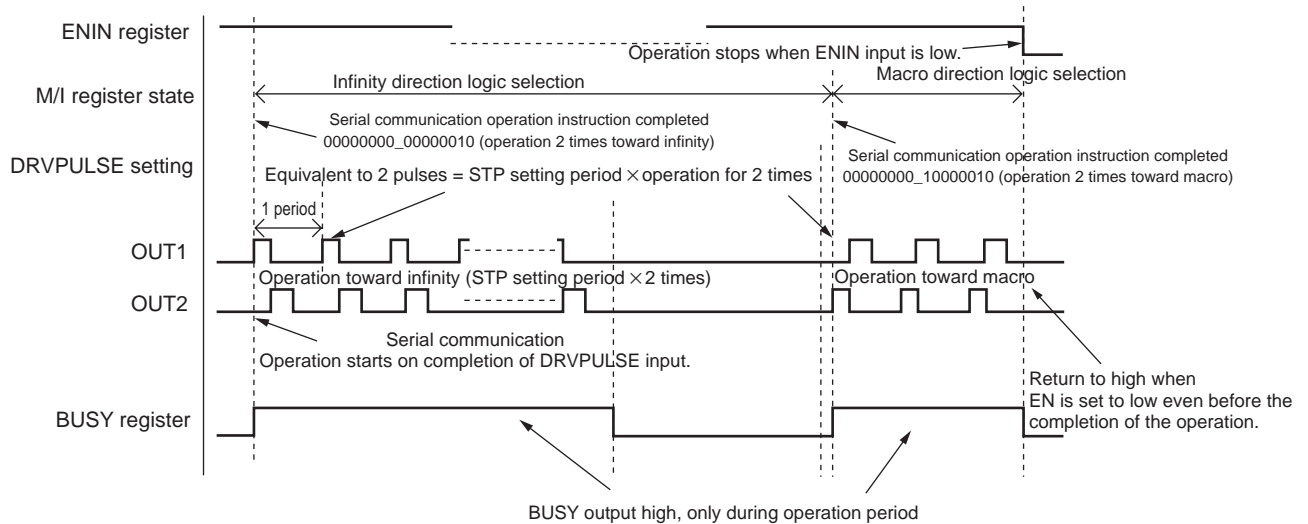 ENIN register
Operation stops when ENIN input is low.
Infinity direction logic selection
Macro direction logic selection
M/I register state
Serial communication operation instruction completed
00000000_00000010 (operation 2 times toward infinity)
Serial communication operation instruction completed
00000000_10000010 (operation 2 times toward macro)
DRVPULSE setting
Equivalent to 2 pulses = STP setting period × operation for 2 times
1 period
OUT1
Operation toward infinity (STP setting period × 2 times)
Operation toward macro
OUT2
Serial communication
Operation starts on completion of DRVPULSE input.
Return to high when
EN is set to low even before the
completion of the operation.
BUSY register
BUSY output high, only during operation period